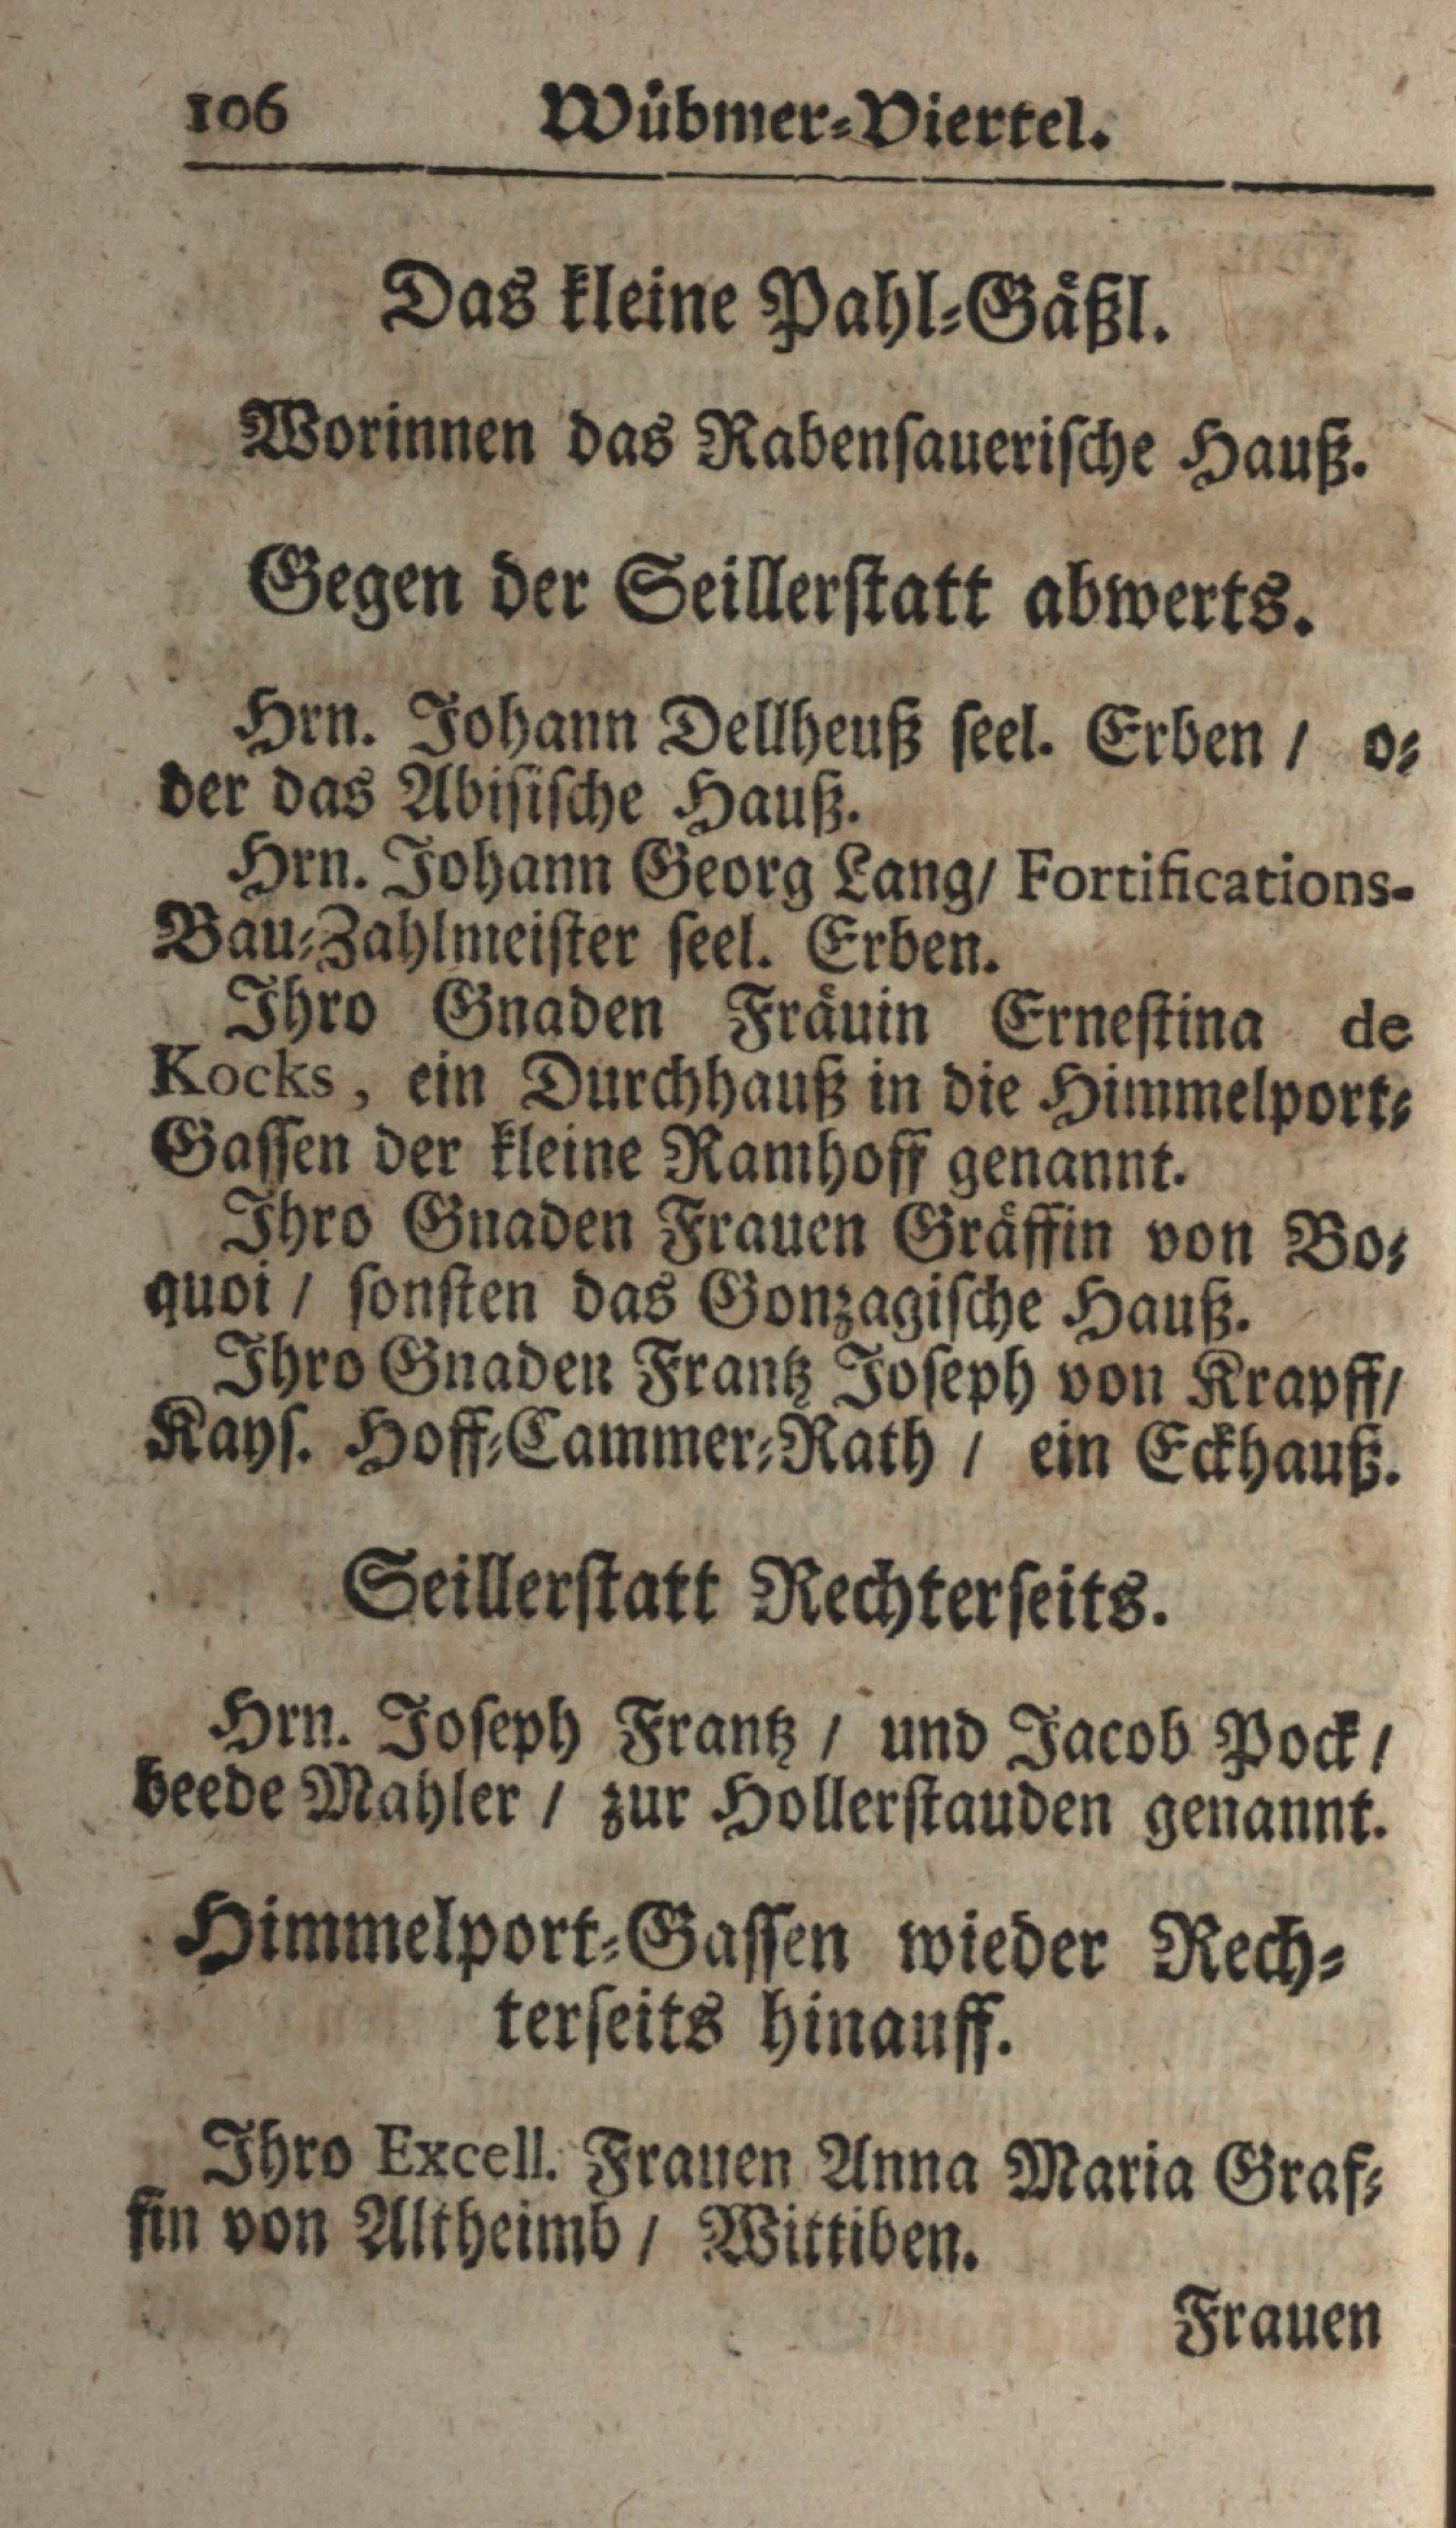 106 Wübmer-Viertel.
Das kleine Pahl-Gäßl.
Worinnen das Rabensauerische Hauß.
Gegen der Seillerstatt abwerts.
Hrn. Johann Dellheuß seel. Erben / o-
der das Abisische Hauß.
Hrn. Johann Georg Lang/ Fortifications-
Bau-Zahlmeister seel. Erben.
Ihro Gnaden Fräuin Ernestina de
Kocks, ein Durchhauß in die Himmelport-
Gassen der kleine Ramhoff genannt.
Ihro Gnaden Frauen Gräffin von Bo-
quoi / sonsten das Gonzagische Hauß.
Ihro Gnaden Frantz Joseph von Krapff/
Kays. Hoff-Cammer-Rath / ein Eckhauß.
Seillerstatt Rechterseits.
Hrn. Joseph Frantz / und Jacob Pock /
beede Mahler / zur Hollerstauden genannt.
Himmelport-Gassen wieder Rech-
terseits hinauff.
Ihro Excell. Frauen Anna Maria Graf-
fin von Altheimb / Wittiben.
Frauen